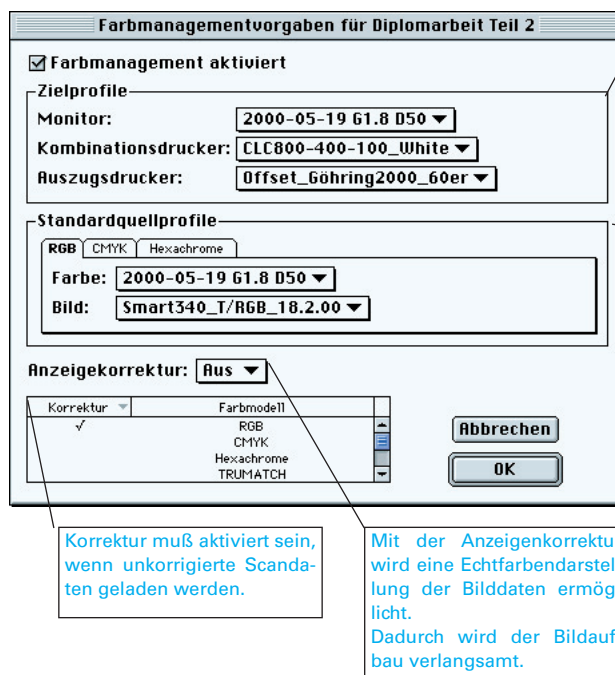 Farbmanagementvorgaben für Diplomarbeit Teil 2
Farbmanagement aktiviert
Zielprofile
Monitor: 2000-05-19 G1.8 D50
Kombinationsdrucker: CLC800-400-100_White
Auszugsdrucker: Offset_Göhring2000_60er
Standardquellprofile
RGB CMYK Hexachrome
Farbe: 2000-05-19 G1.8 D50
Bild: Smart340_T/RGB_18.2.00
Anzeigekorrektur: Aus
Korrektur Farbmodell
√ RGB
CMYK
Hexachrome
TRUMATCH
Abbrechen
OK
Korrektur muß aktiviert sein,
wenn unkorrigierte Scanda-
ten geladen werden.
Mit der Anzeigenkorrektu
wird eine Echtfarbendarstel
lung der Bilddaten ermög
licht.
Dadurch wird der Bildauf
bau verlangsamt.